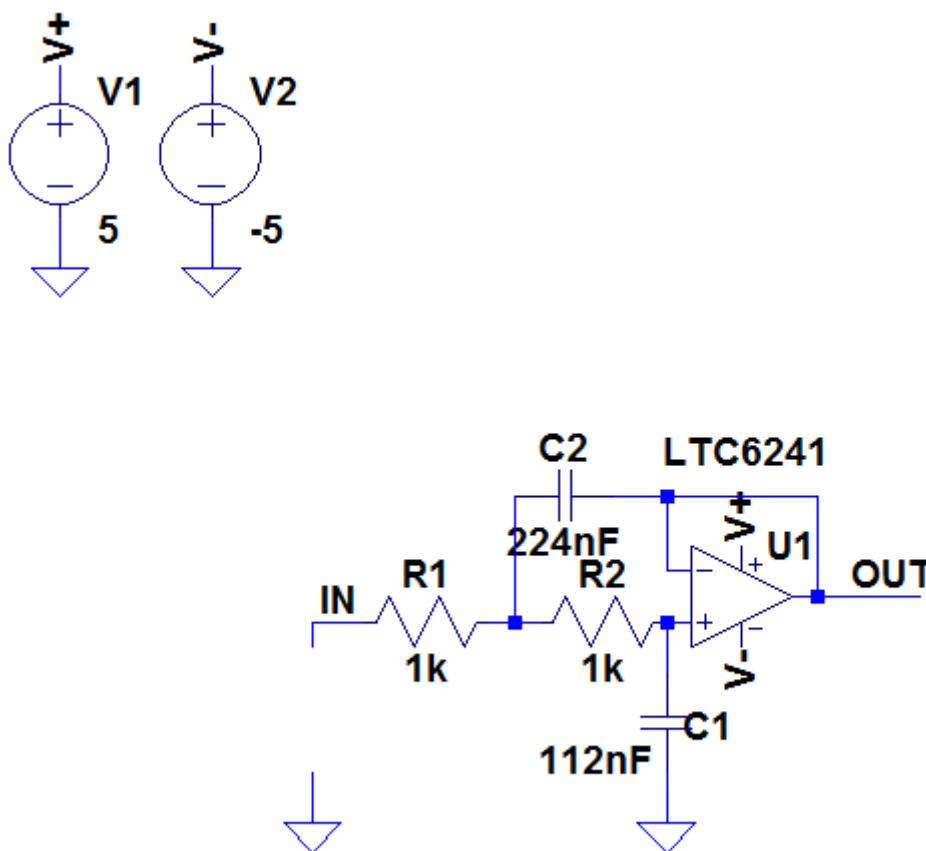 V+
V-
V1
V2
5
-5
C2
LTC6241
224nF
V+
U1
R1
R2
IN
OUT
1k
1k
V-
C1
112nF